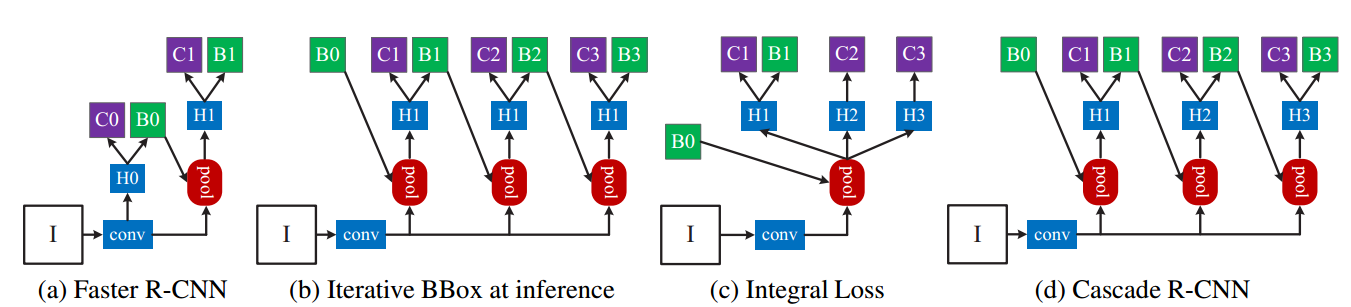 C1 B1
C0 B0
H1
H0
pool
I
conv
(a) Faster R-CNN
B0 C1 B1 C2 B2 C3 B3
H1 H1 H1
pool pool pool
I
conv
(b) Iterative BBox at inference
C1 B1 C2 C3
H1 H2 H3
B0
pool
I
conv
(c) Integral Loss
B0 C1 B1 C2 B2 C3 B3
H1 H2 H3
pool pool pool
I
conv
(d) Cascade R-CNN